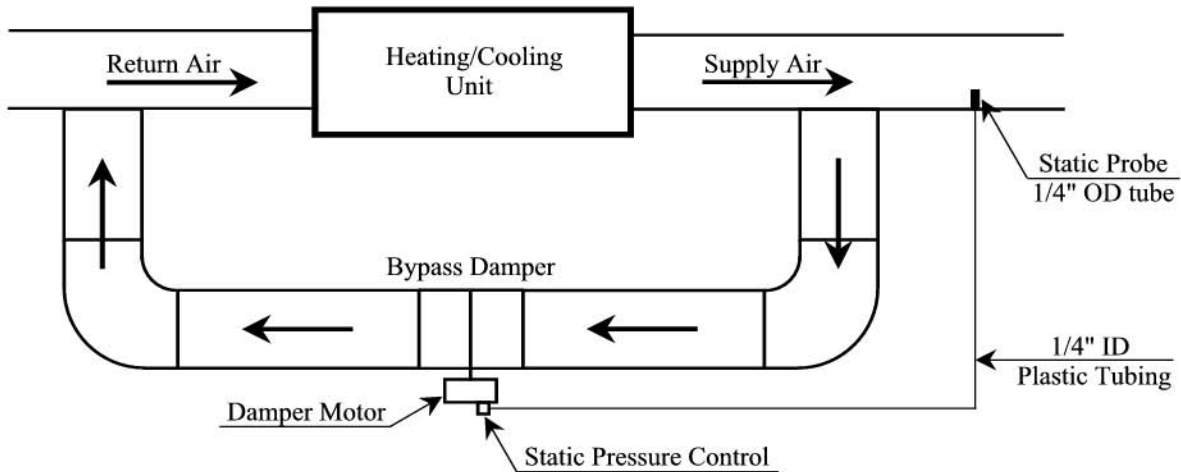 Return Air
Heating/Cooling
Unit
Supply Air
Static Probe
1/4" OD tube
Bypass Damper
1/4" ID
Plastic Tubing
Damper Motor
Static Pressure Control